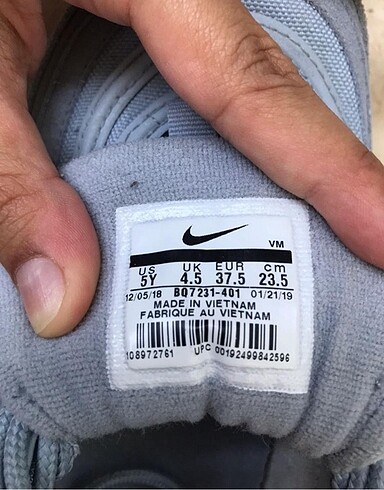 VM
US UK EUR cm
5Y 4.5 37.5 23.5
12/05/18 BQ7231-401 01/21/19
MADE IN VIETNAM
FABRIQUE AU VIETNAM
108972761 UPC 00192499842596